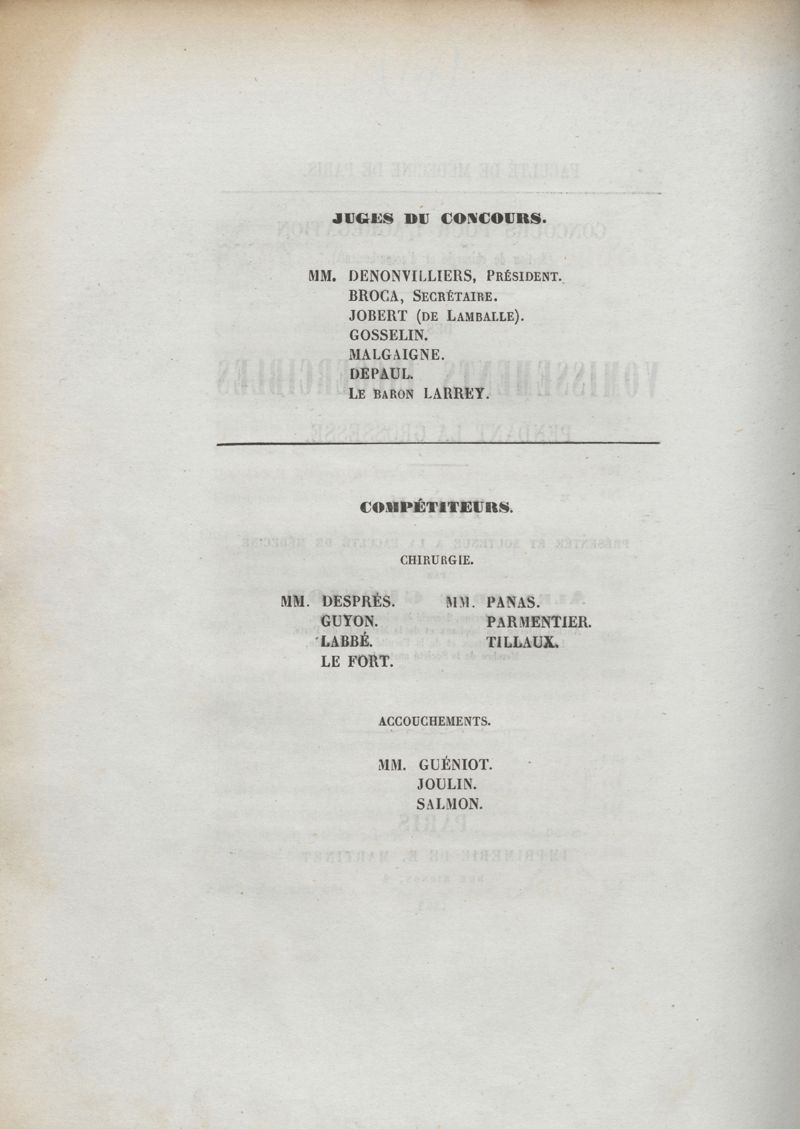 JUGES DU CONCOURS.
MM. DENONVILLIERS, PRÉSIDENT.
BROCA, SECRÉTAIRE.
JOBERT (DE LAMBALLE).
GOSSELIN.
MALGAIGNE.
DEPAUL.
LE BARON LARREY.
COMPÉTITEURS.
CHIRURGIE.
MM. DESPRÈS.
GUYON.
LABBÉ.
LE FORT.
MM. PANAS.
PARMENTIER.
TILLAUX.
ACCOUCHEMENTS.
MM. GUÉNIOT.
JOULIN.
SALMON.